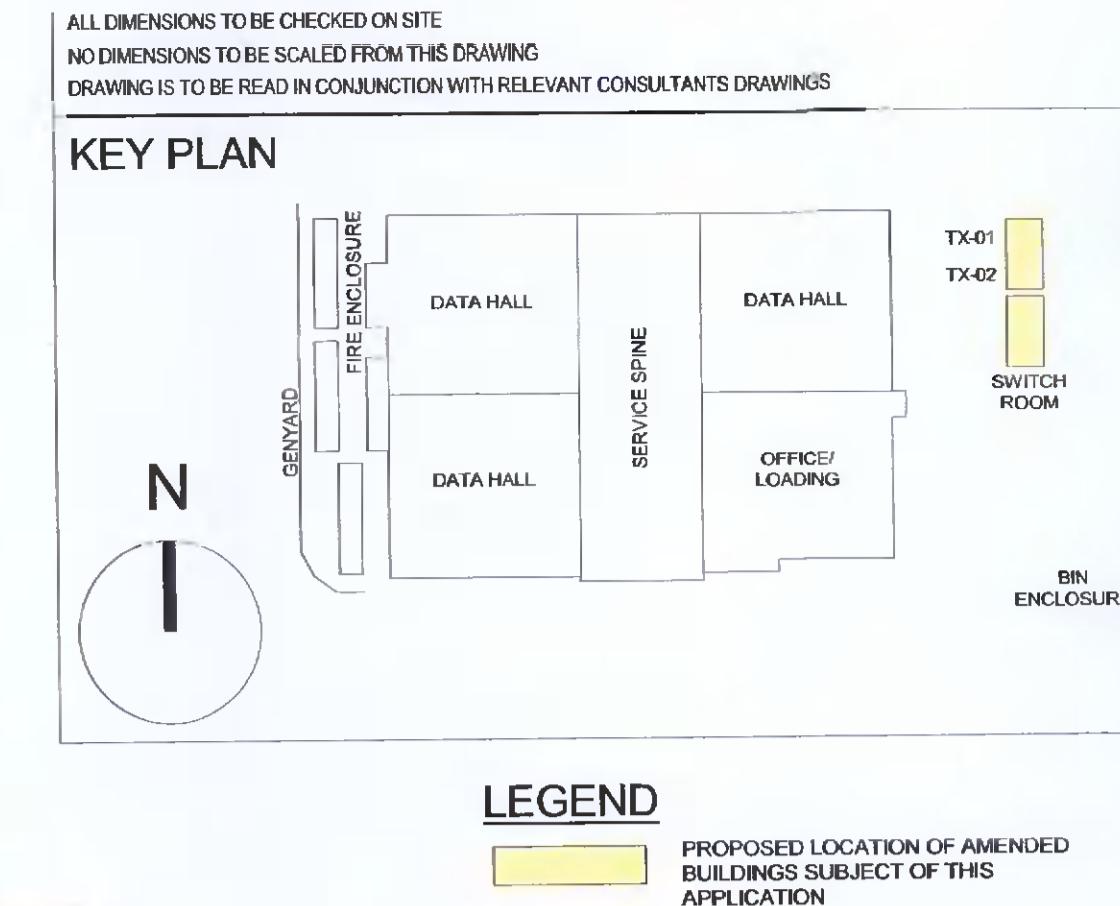 ALL DIMENSIONS TO BE CHECKED ON SITE
NO DIMENSIONS TO BE SCALED FROM THIS DRAWING
DRAWING IS TO BE READ IN CONJUNCTION WITH RELEVANT CONSULTANTS DRAWINGS
KEY PLAN
FIRE ENCLOSURE
GENYARD
DATA HALL
DATA HALL
SERVICE SPINE
DATA HALL
OFFICE/
LOADING
TX-01
TX-02
SWITCH
ROOM
N
BIN
ENCLOSUR
LEGEND
PROPOSED LOCATION OF AMENDED
BUILDINGS SUBJECT OF THIS
APPLICATION